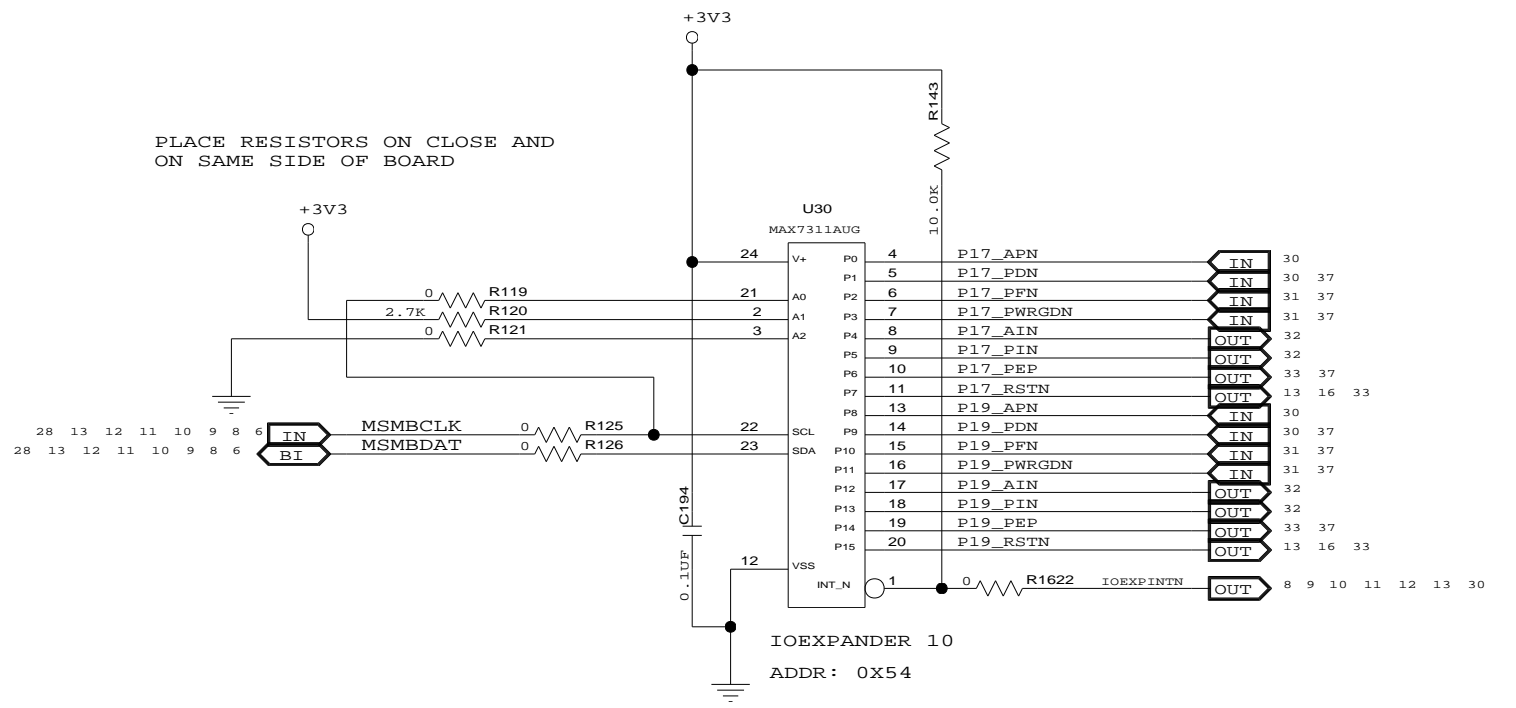 +3V3
R143
10.0K
PLACE RESISTORS ON CLOSE AND
ON SAME SIDE OF BOARD
+3V3
U30
MAX7311AUG
24 V+ P0 4 P17_APN IN 30
P1 5 P17_PDN IN 30 37
0 R119 21 A0 P2 6 P17_PFN IN 31 37
2.7K R120 2 A1 P3 7 P17_PWRGDN IN 31 37
0 R121 3 A2 P4 8 P17_AIN OUT 32
P5 9 P17_PIN OUT 32
P6 10 P17_PEP OUT 33 37
P7 11 P17_RSTN OUT 13 16 33
P8 13 P19_APN IN 30
28 13 12 11 10 9 8 6 IN MSMBCLK 0 R125 22 SCL P9 14 P19_PDN IN 30 37
28 13 12 11 10 9 8 6 BI MSMBDAT 0 R126 23 SDA P10 15 P19_PFN IN 31 37
P11 16 P19_PWRGDN IN 31 37
P12 17 P19_AIN OUT 32
C194 P13 18 P19_PIN OUT 32
P14 19 P19_PEP OUT 33 37
P15 20 P19_RSTN OUT 13 16 33
0.1UF 12 VSS
INT_N 1 0 R1622 IOEXPINTN OUT 8 9 10 11 12 13 30
IOEXPANDER 10
ADDR: 0X54